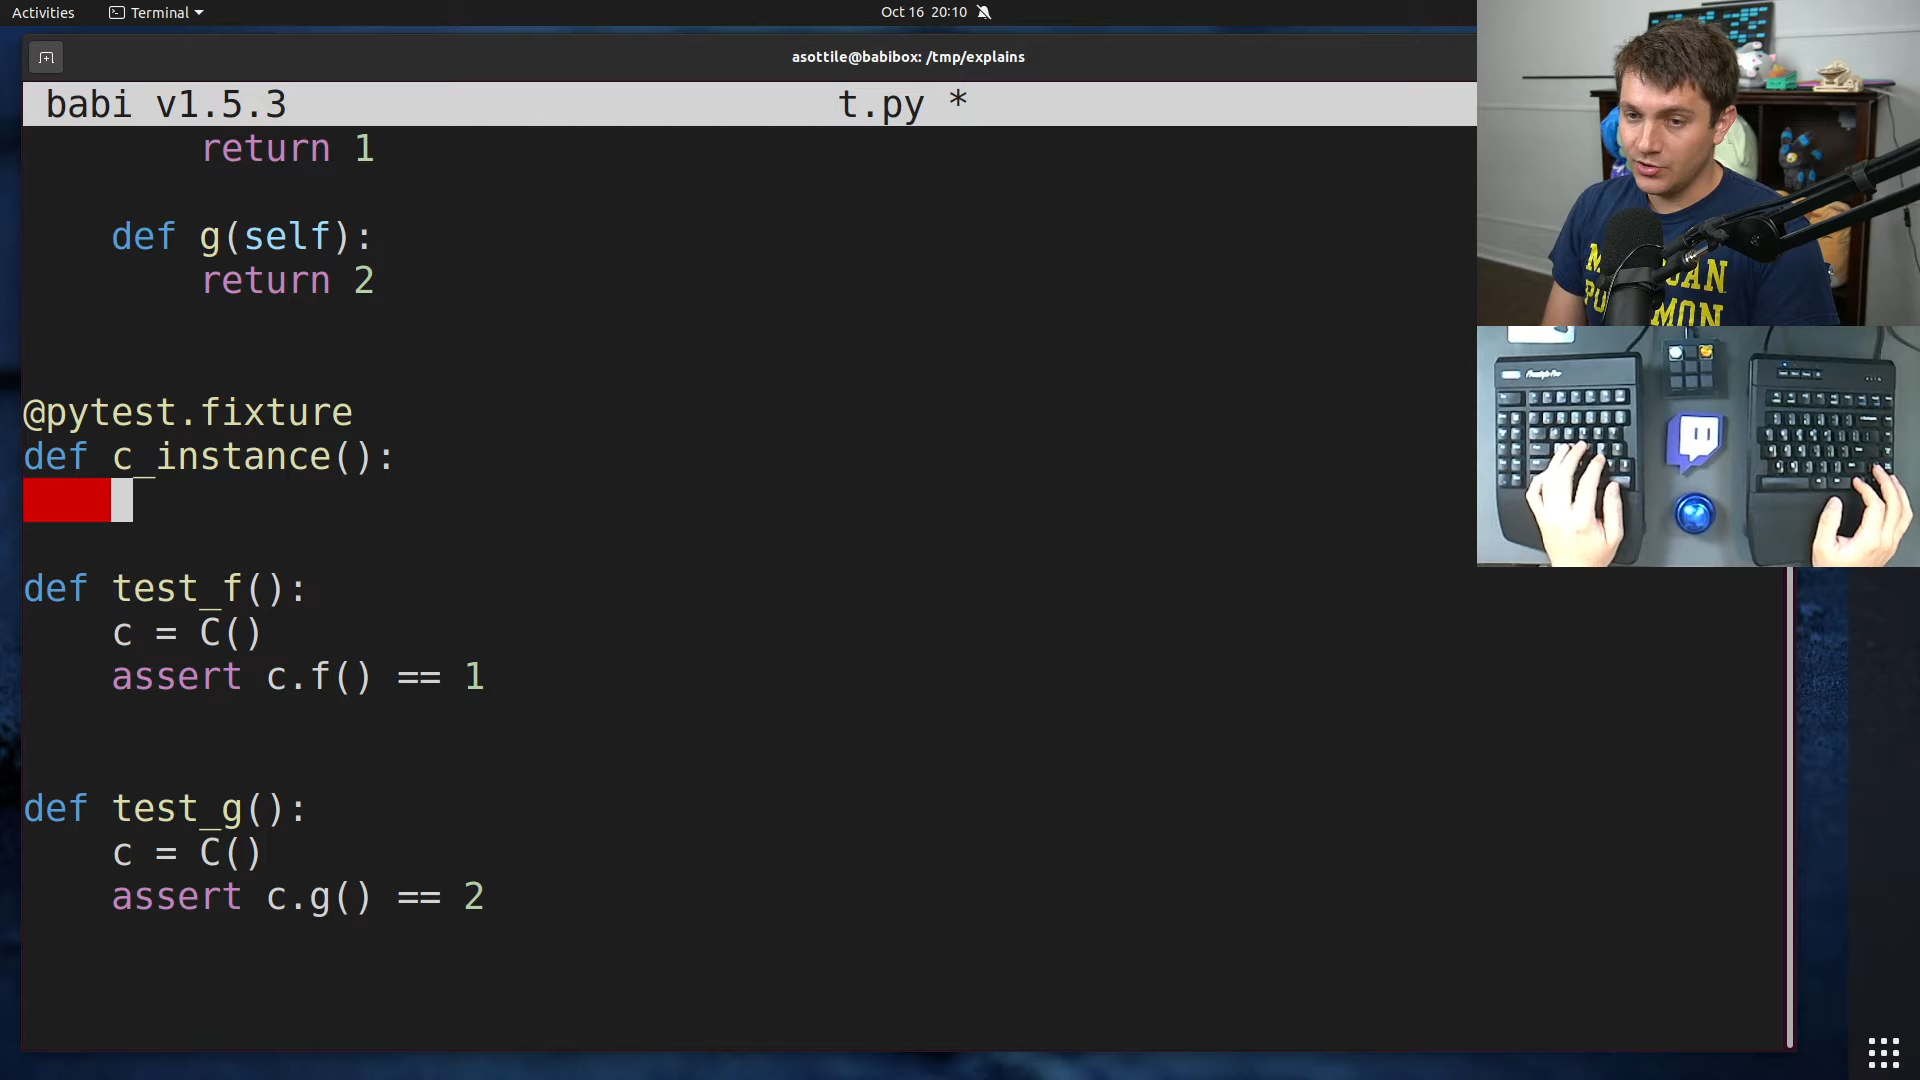 Activities
Terminal
Oct 16 20:10
asottile@babibox: /tmp/explains
babi v1.5.3
t.py *
return 1
def g(self):
return 2
@pytest.fixture
def c_instance():
def test_f():
c = C()
assert c.f() == 1
def test_g():
c = C()
assert c.g() == 2